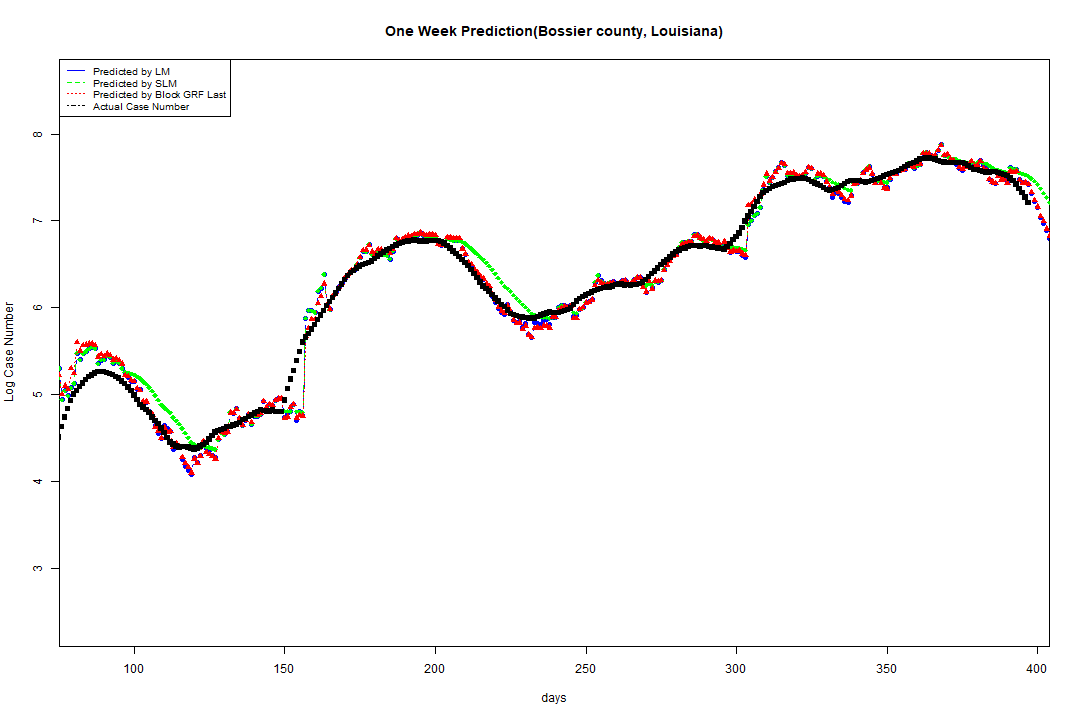 One Week Prediction(Bossier county, Louisiana)
Predicted by LM
Predicted by SLM
Predicted by Block GRF Last
Actual Case Number
8
7
6
5
4
3
Log Case Number
100 150 200 250 300 350 400
days